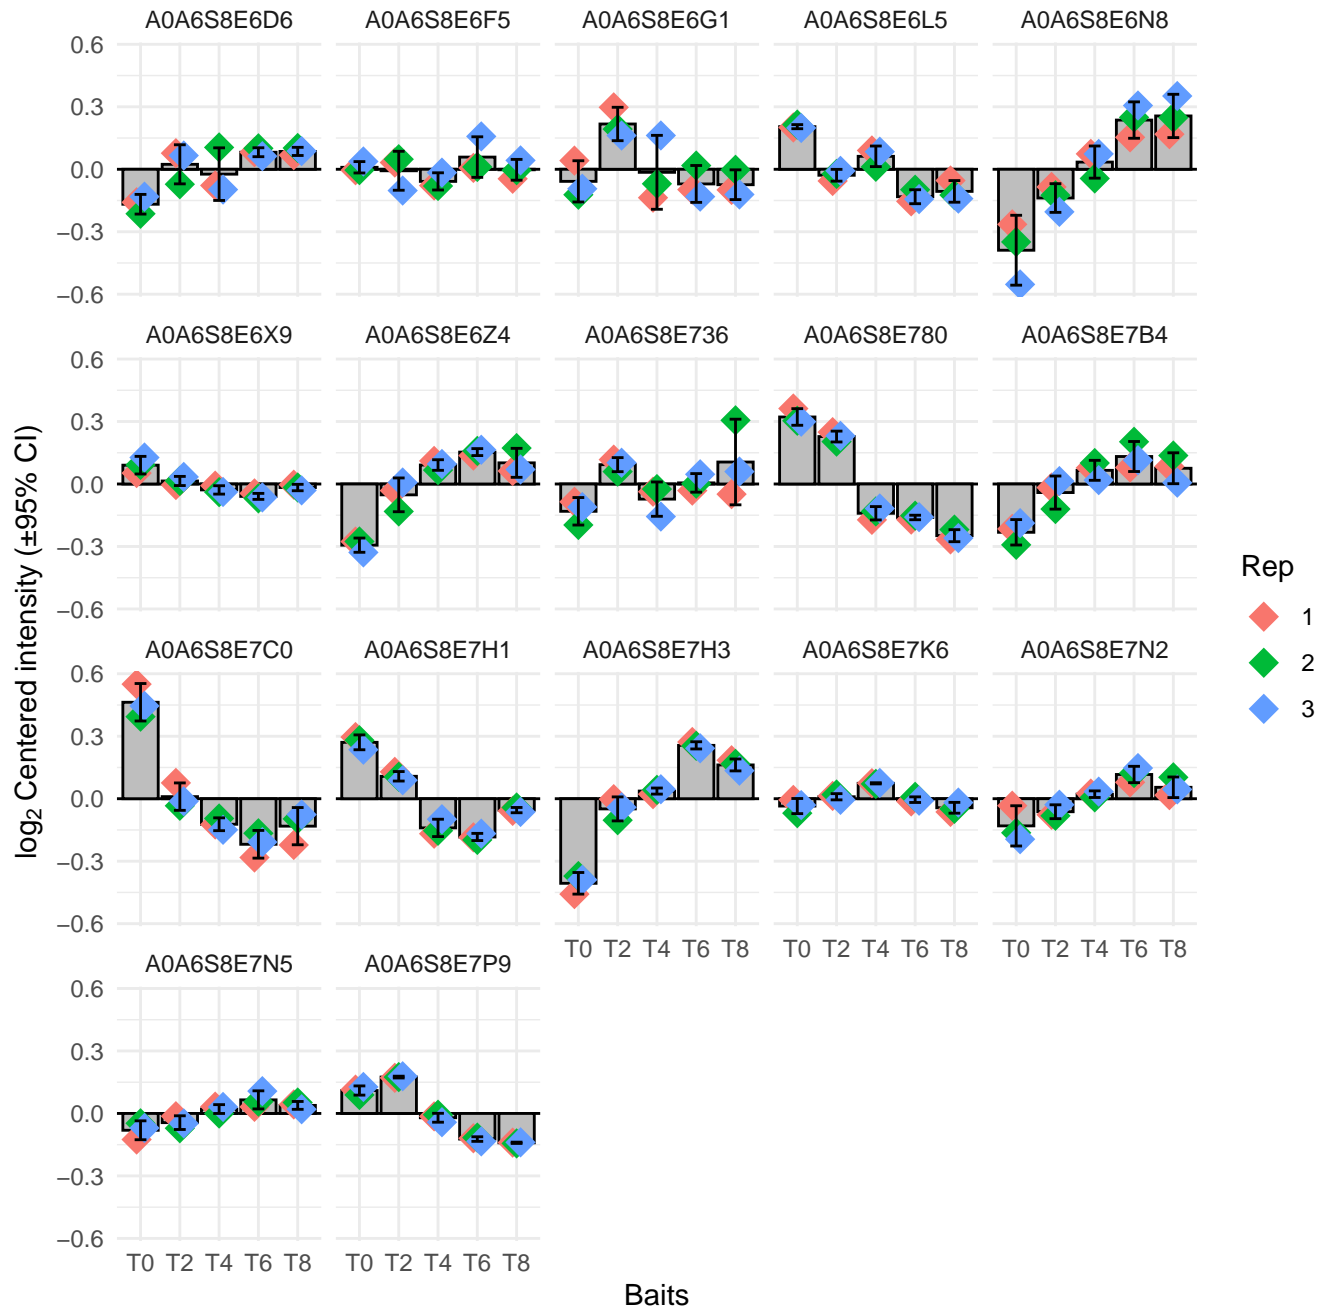 A0A6S8E6D6 A0A6S8E6F5 A0A6S8E6G1 A0A6S8E6L5 A0A6S8E6N8
0.6
0.3
0.0
−0.3
−0.6
A0A6S8E6X9 A0A6S8E6Z4 A0A6S8E736 A0A6S8E780 A0A6S8E7B4
0.6
0.3
0.0
−0.3
−0.6
A0A6S8E7C0 A0A6S8E7H1 A0A6S8E7H3 A0A6S8E7K6 A0A6S8E7N2
0.6
0.3
0.0
−0.3
−0.6
T0 T2 T4 T6 T8 T0 T2 T4 T6 T8 T0 T2 T4 T6 T8
A0A6S8E7N5 A0A6S8E7P9
0.6
0.3
0.0
−0.3
−0.6
T0 T2 T4 T6 T8 T0 T2 T4 T6 T8
Baits
log2 Centered intensity (±95% CI)
Rep
1
2
3